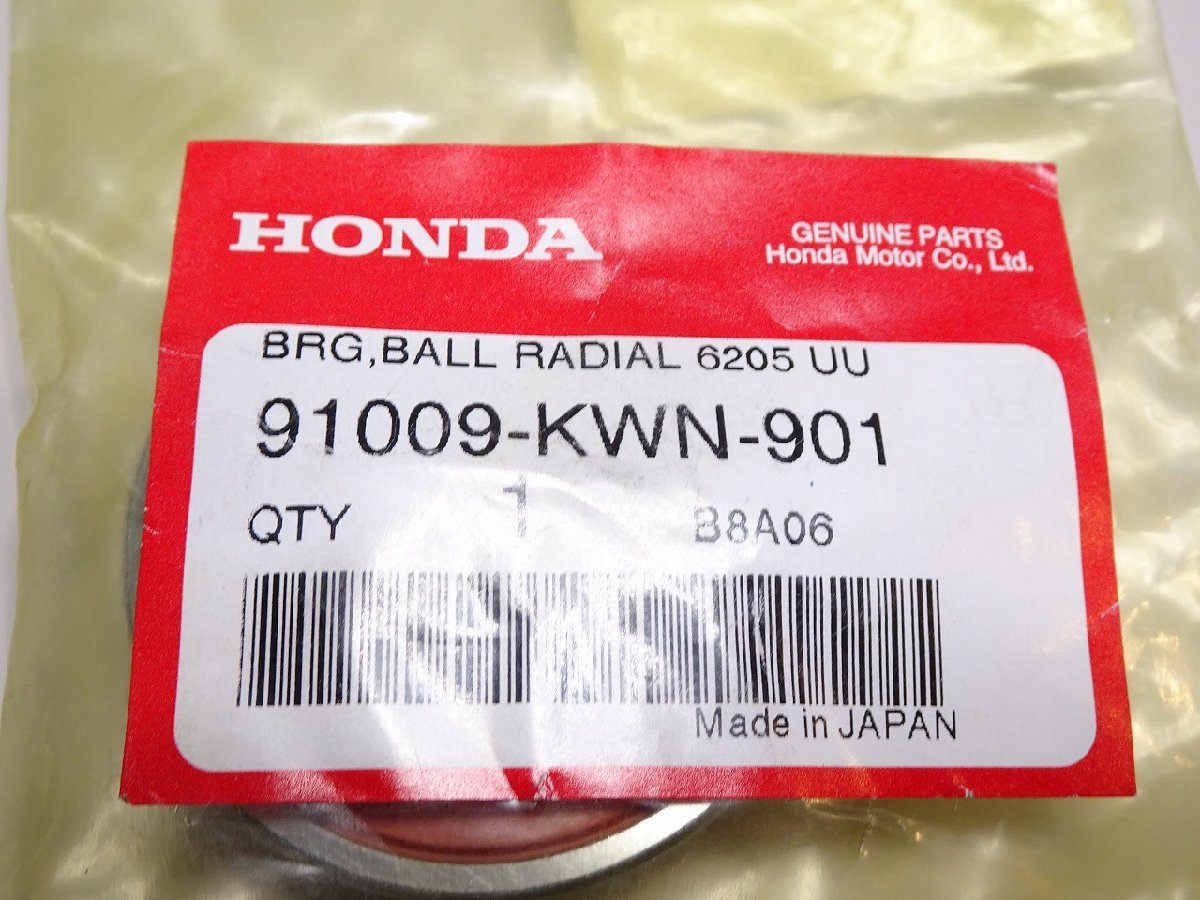 HONDA
GENUINE PARTS
Honda Motor Co., Ltd.
BRG,BALL RADIAL 6205 UU
91009-KWN-901
QTY 1 B8A06
Made in JAPAN